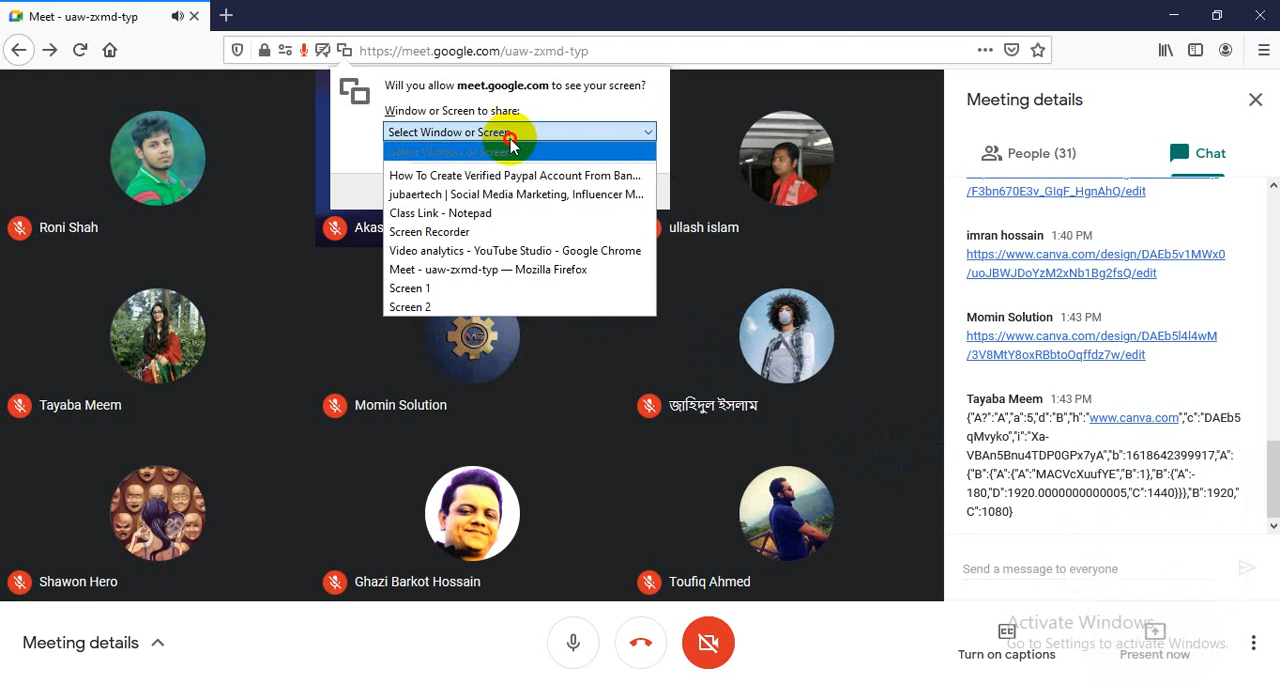 Meet - uaw-zxmd-typ
https://meet.google.com/uaw-zxmd-typ
Will you allow meet.google.com to see your screen?
Window or Screen to share:
Select Window or Screen
Select Window or Screen
How To Create Verified Paypal Account From Ban...
jubaertech | Social Media Marketing, Influencer M...
Class Link - Notepad
Screen Recorder
Video analytics - YouTube Studio - Google Chrome
Meet - uaw-zxmd-typ — Mozilla Firefox
Screen 1
Screen 2
Roni Shah
Akas
ullash islam
Tayaba Meem
Momin Solution
জাহিদুল ইসলাম
Shawon Hero
Ghazi Barkot Hossain
Toufiq Ahmed
Meeting details
People (31)
Chat
/F3bn670E3v_GIqF_HgnAhQ/edit
imran hossain 1:40 PM
https://www.canva.com/design/DAEb5v1MWx0
/uoJBWJDoYzM2xNb1Bg2fsQ/edit
Momin Solution 1:43 PM
https://www.canva.com/design/DAEb5l4l4wM
/3V8MtY8oxRBbtoOqffdz7w/edit
Tayaba Meem 1:43 PM
{"A?":"A","a":5,"d":"B","h":"www.canva.com","c":"DAEb5
qMvyko","i":"Xa-
VBAn5Bnu4TDP0GPx7yA","b":1618642399917,"A":
{"B":{"A":{"A":"MACVcXuufYE","B":1},"B":{"A":-
180,"D":1920.0000000000005,"C":1440}}},"B":1920,"
C":1080}
Send a message to everyone
Meeting details
Activate Windows
Go to Settings to activate Windows.
Turn on captions
Present now